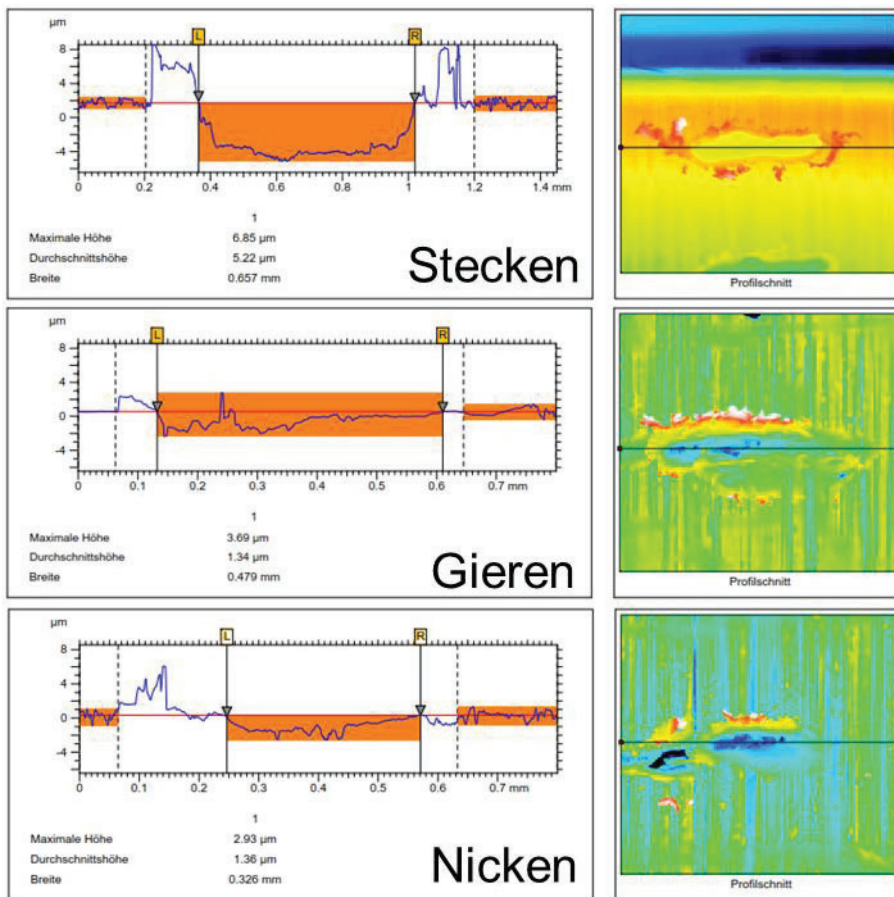 µm
L
R
8
4
0
-4
0
0.2
0.4
0.6
0.8
1
1.2
1.4 mm
1
Maximale Höhe 6.85 µm
Durchschnittshöhe 5.22 µm
Breite 0.657 mm
Stecken
Profilschnitt
µm
L
R
8
4
0
-4
0
0.1
0.2
0.3
0.4
0.5
0.6
0.7 mm
1
Maximale Höhe 3.69 µm
Durchschnittshöhe 1.34 µm
Breite 0.479 mm
Gieren
Profilschnitt
µm
L
R
8
4
0
-4
0
0.1
0.2
0.3
0.4
0.5
0.6
0.7 mm
1
Maximale Höhe 2.93 µm
Durchschnittshöhe 1.36 µm
Breite 0.326 mm
Nicken
Profilschnitt